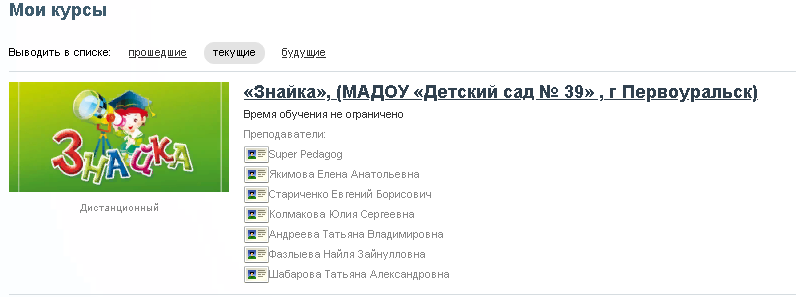 Мои курсы
Выводить в списке: прошедшие текущие будущие
«Знайка», (МАДОУ «Детский сад № 39» , г Первоуральск)
Время обучения не ограничено
Преподаватели:
Super Pedagog
Якимова Елена Анатольевна
Стариченко Евгений Борисович
Колмакова Юлия Сергеевна
Андреева Татьяна Владимировна
Фазлыева Найля Зайнулловна
Шабарова Татьяна Александровна
ЗНАЙКА
Дистанционный